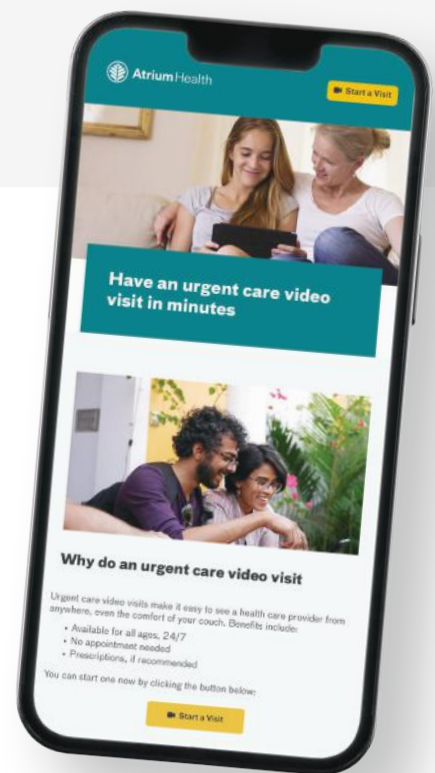 Atrium Health
Start a Visit
Have an urgent care video
visit in minutes
Why do an urgent care video visit
Urgent care video visits make it easy to see a health care provider from
anywhere, even the comfort of your couch. Benefits include:
• Available for all ages, 24/7
• No appointment needed
• Prescriptions, if recommended
You can start one now by clicking the button below:
Start a Visit